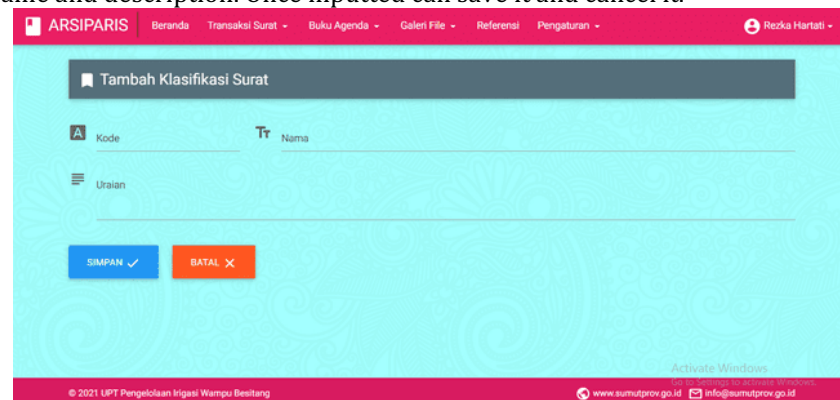 ame and description. Once inputted can save it and cancel it.
ARSIPARIS Beranda Transaksi Surat Buku Agenda Galeri File Referensi Pengaturan Rezka Hartati
Tambah Klasifikasi Surat
A Kode Tт Nama
Uraian
SIMPAN BATAL
Activate Windows
Go to Settings to activate Windows.
© 2021 UPT Pengelolaan Irigasi Wampu Besitang www.sumutprov.go.id info@sumutprov.go.id